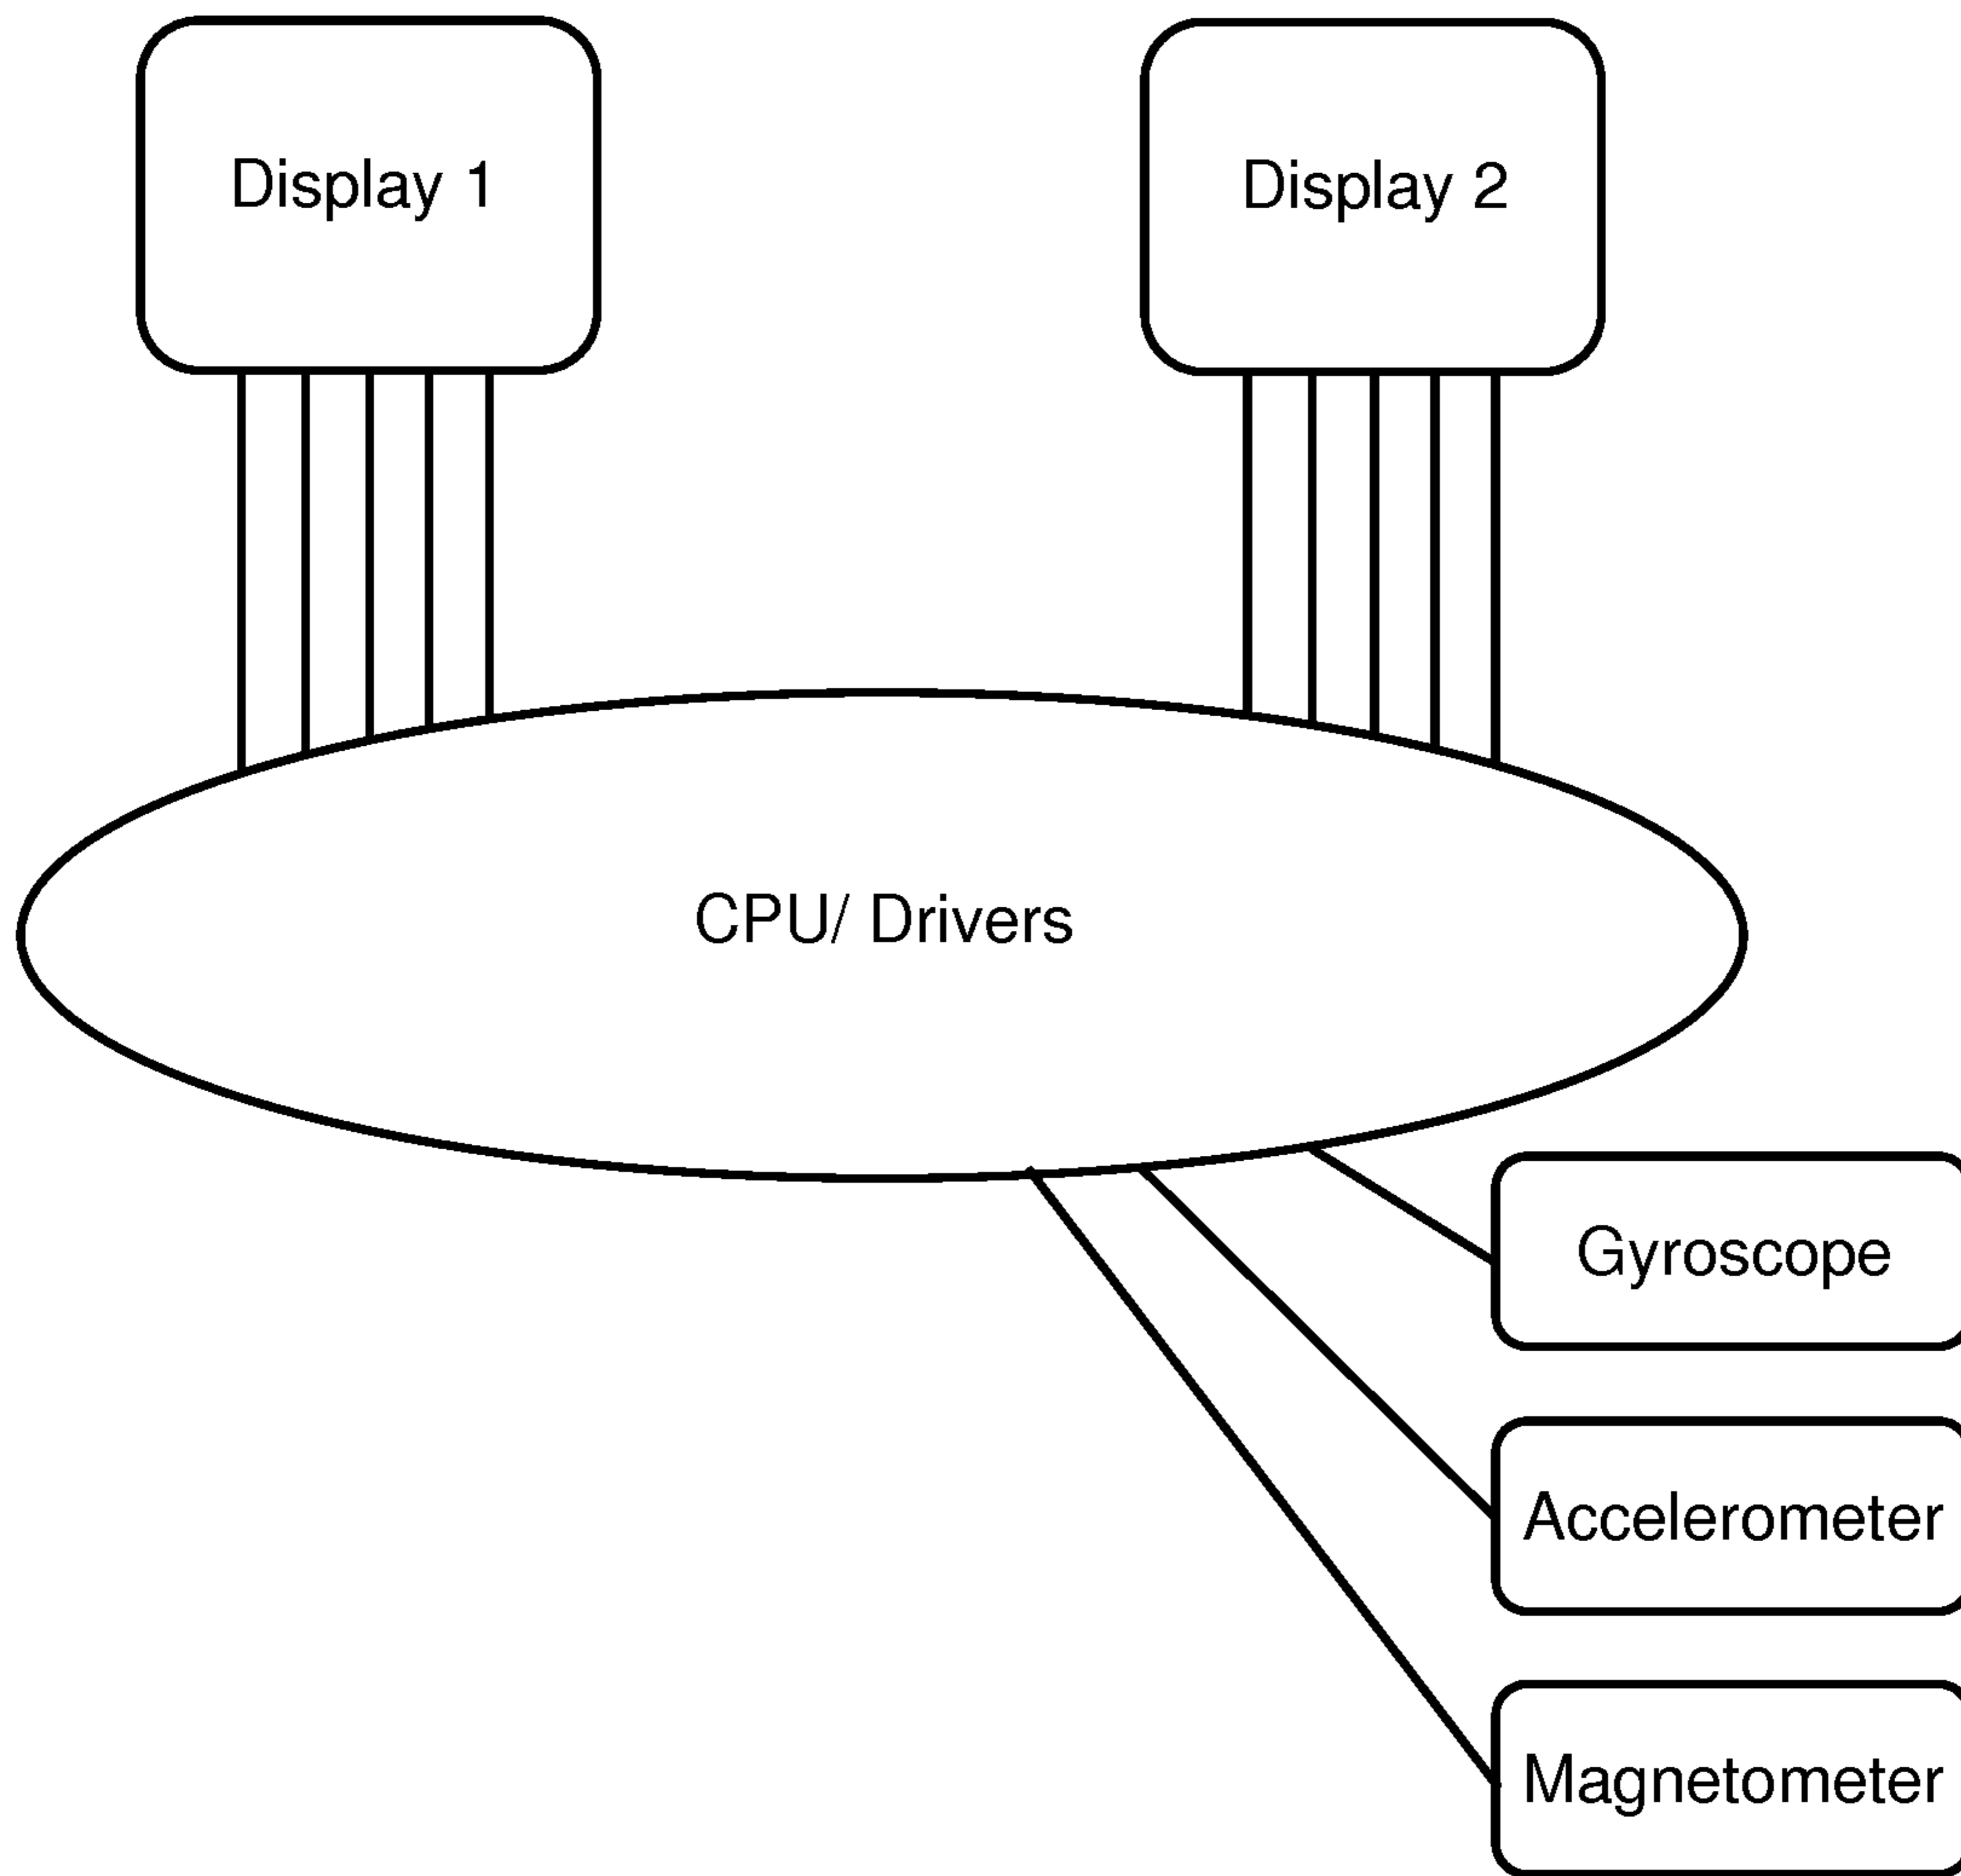 Display 1
Display 2
CPU/ Drivers
Gyroscope
Accelerometer
Magnetometer